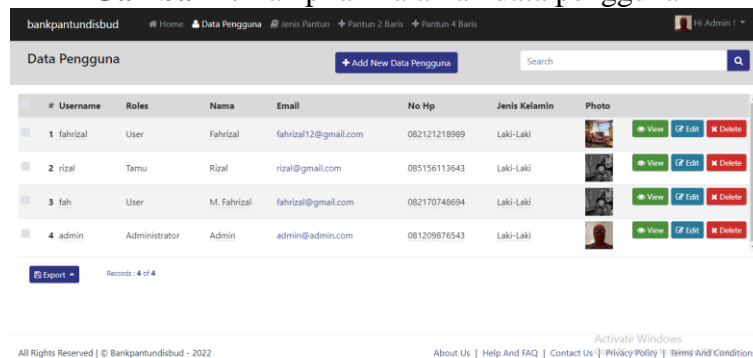 bankpantundisbud Home Data Pengguna Jenis Pantun Pantun 2 Baris Pantun 4 Baris Hi Admin !
Data Pengguna Add New Data Pengguna Search
# Username Roles Nama Email No Hp Jenis Kelamin Photo
1 fahrizal User Fahrizal fahrizal12@gmail.com 082121218989 Laki-Laki View Edit Delete
2 rizal Tamu Rizal rizal@gmail.com 085156113643 Laki-Laki View Edit Delete
3 fah User M. Fahrizal fahrizal@gmail.com 082170748694 Laki-Laki View Edit Delete
4 admin Administrator Admin admin@admin.com 081209876543 Laki-Laki View Edit Delete
Export Records : 4 of 4
Activate Windows
All Rights Reserved | © Bankpantundisbud - 2022 About Us | Help And FAQ | Contact Us | Privacy Policy | Terms And Condition